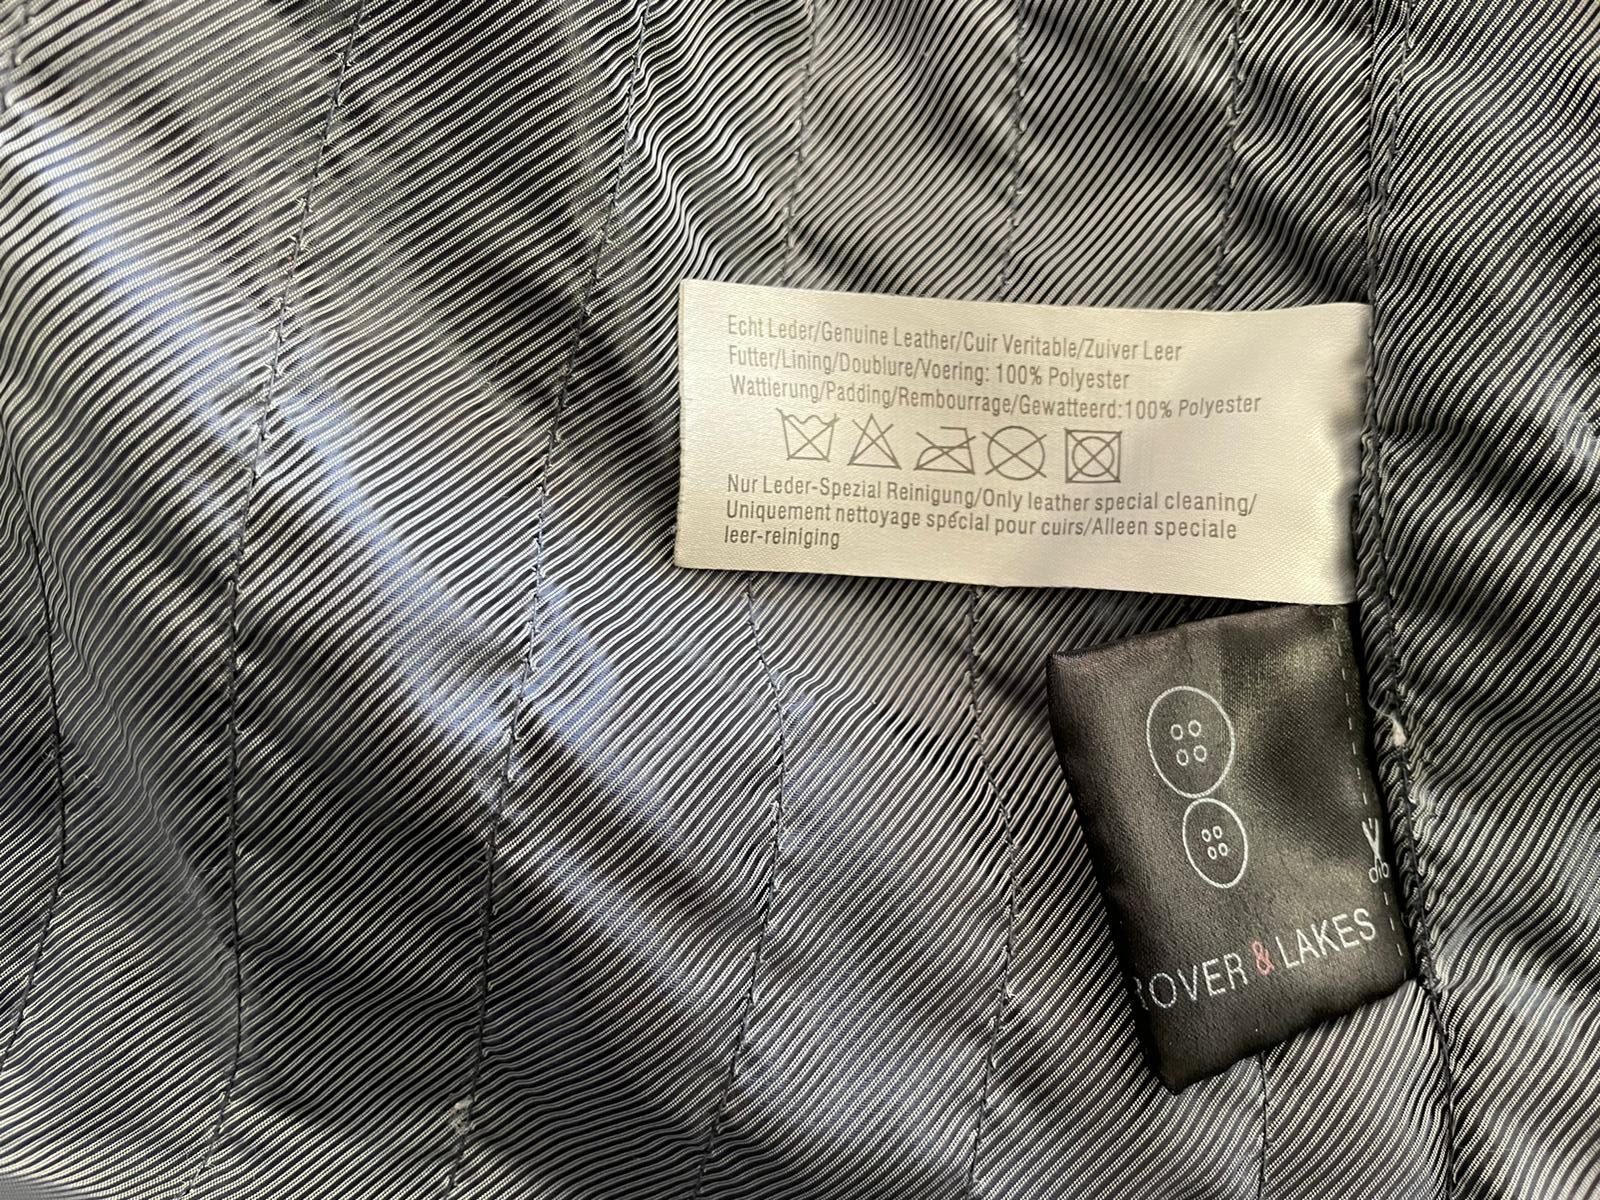 Echt Leder/Genuine Leather/Cuir Veritable/Zuiver Leer
Futter/Lining/Doublure/Voering: 100% Polyester
Wattierung/Padding/Rembourrage/Gewatteerd:100% Polyester
Nur Leder-Spezial Reinigung/Only leather special cleaning/
Uniquement nettoyage spécial pour cuirs/Alleen speciale
leer-reiniging
ROVER & LAKES